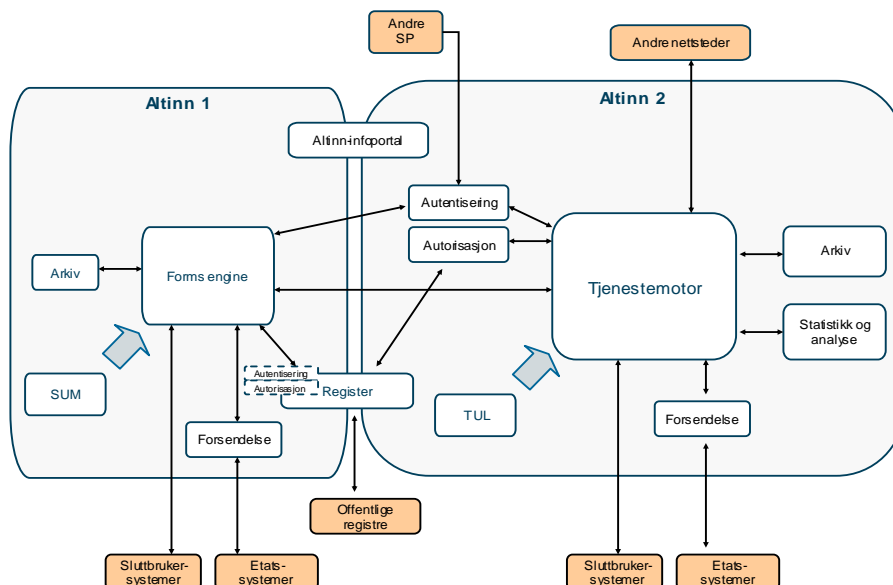 Andre
SP
Andre nettsteder
Altinn 1
Altinn 2
Altinn-infoportal
Autentisering
Autorisasjon
Arkiv
Forms engine
Tjenestemotor
Arkiv
Statistikk og
analyse
Autentisering
Autorisasjon
Register
SUM
TUL
Forsendelse
Forsendelse
Offentlige
registre
Sluttbruker-
systemer
Etats-
systemer
Sluttbruker-
systemer
Etats-
systemer